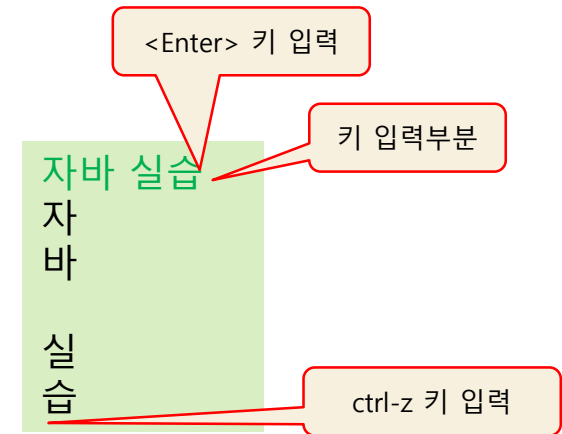 <Enter> 키 입력
키 입력부분
자바 실습
자
바
실
습
ctrl-z 키 입력